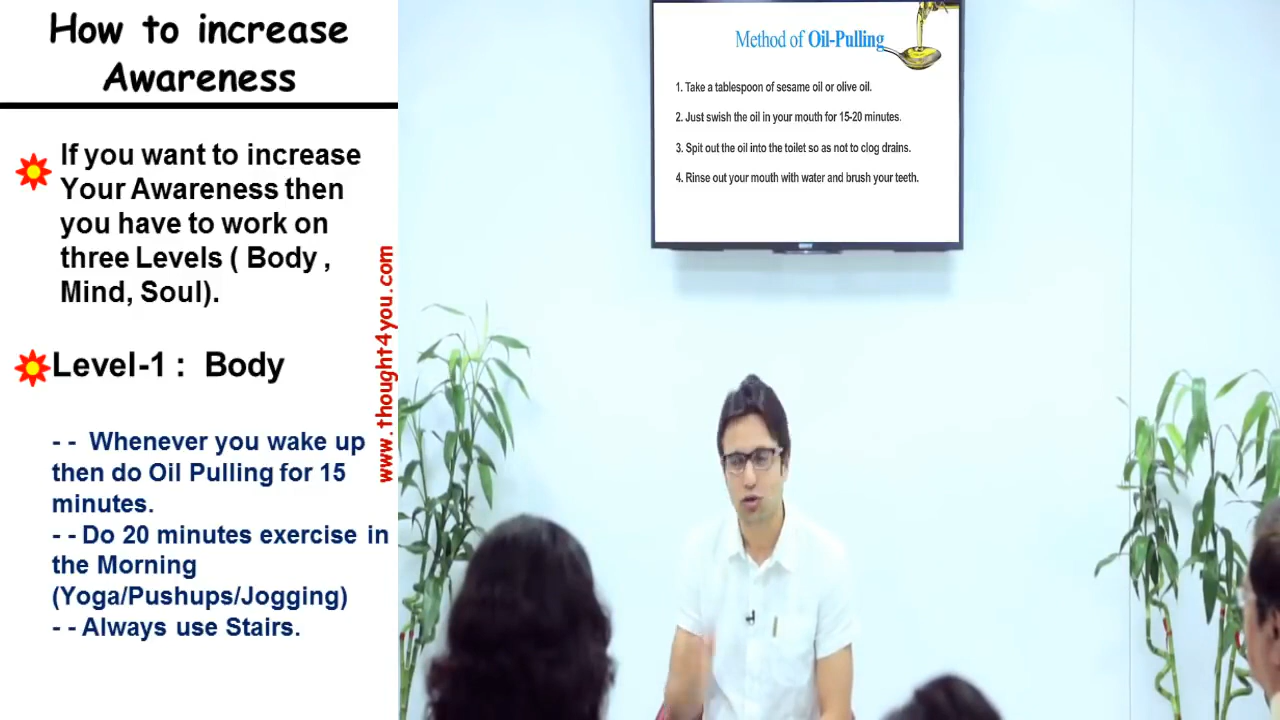 How to increase
Awareness
If you want to increase
Your Awareness then
you have to work on
three Levels ( Body ,
Mind, Soul).
Level-1 : Body
- - Whenever you wake up
then do Oil Pulling for 15
minutes.
- - Do 20 minutes exercise in
the Morning
(Yoga/Pushups/Jogging)
- - Always use Stairs.
www.thought4you.com
Method of Oil-Pulling
1. Take a tablespoon of sesame oil or olive oil.
2. Just swish the oil in your mouth for 15-20 minutes.
3. Spit out the oil into the toilet so as not to clog drains.
4. Rinse out your mouth with water and brush your teeth.